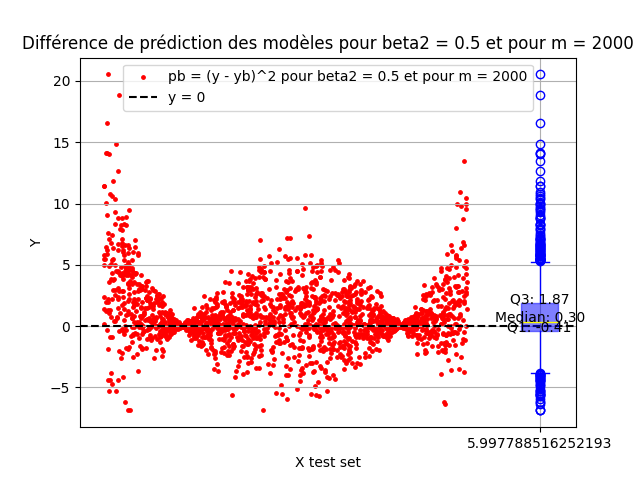 Différence de prédiction des modèles pour beta2 = 0.5 et pour m = 2000
pb = (y - yb)^2 pour beta2 = 0.5 et pour m = 2000
y = 0
20
15
10
5
0
−5
Y
Q3: 1.87
Median: 0.30
Q1: -0.41
5.997788516252193
X test set